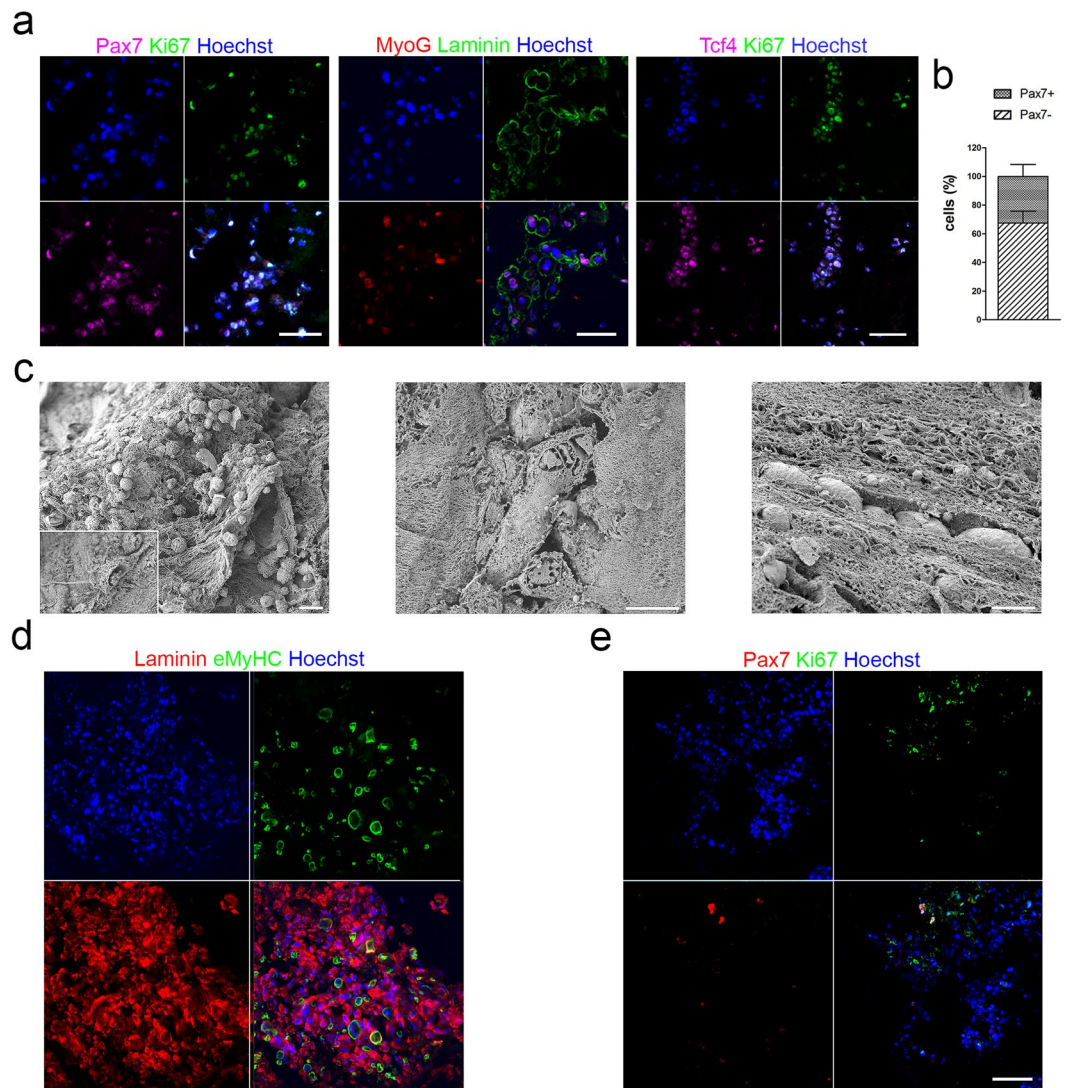 a
Pax7 Ki67 Hoechst
MyoG Laminin Hoechst
Tcf4 Ki67 Hoechst
b
Pax7+
Pax7-
cells (%)
120
100
80
60
40
20
0
c
d
Laminin eMyHC Hoechst
e
Pax7 Ki67 Hoechst